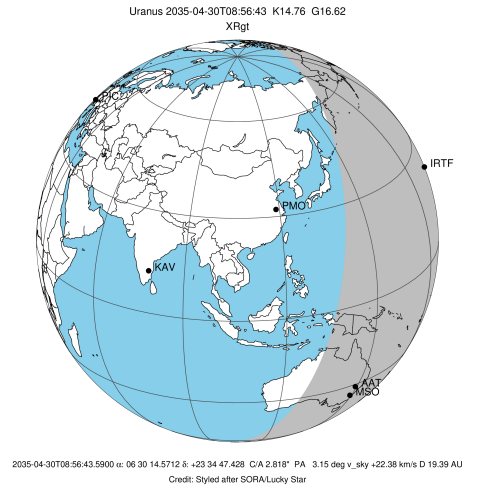 Uranus 2035-04-30T08:56:43 K14.76 G16.62
XRgt
PIC
IRTF
PMO
KAV
AAT
MSO
2035-04-30T08:56:43.5900 α: 06 30 14.5712 δ: +23 34 47.428 C/A 2.818" PA 3.15 deg v_sky +22.38 km/s D 19.39 AU
Credit: Styled after SORA/Lucky Star